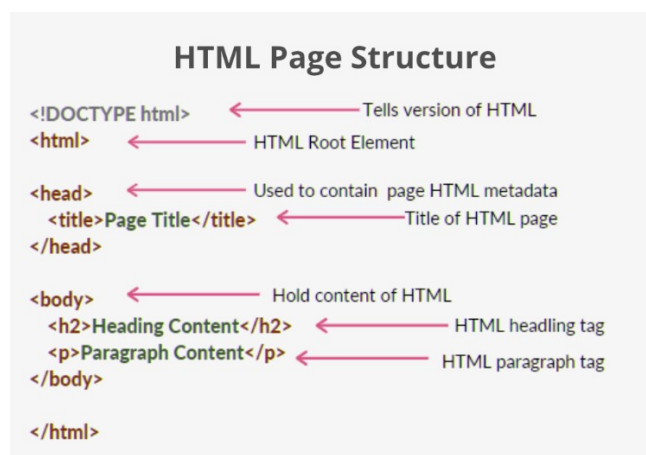 HTML Page Structure
<!DOCTYPE html> Tells version of HTML
<html> HTML Root Element
<head> Used to contain page HTML metadata
<title>Page Title</title> Title of HTML page
</head>
<body> Hold content of HTML
<h2>Heading Content</h2> HTML headling tag
<p>Paragraph Content</p> HTML paragraph tag
</body>
</html>